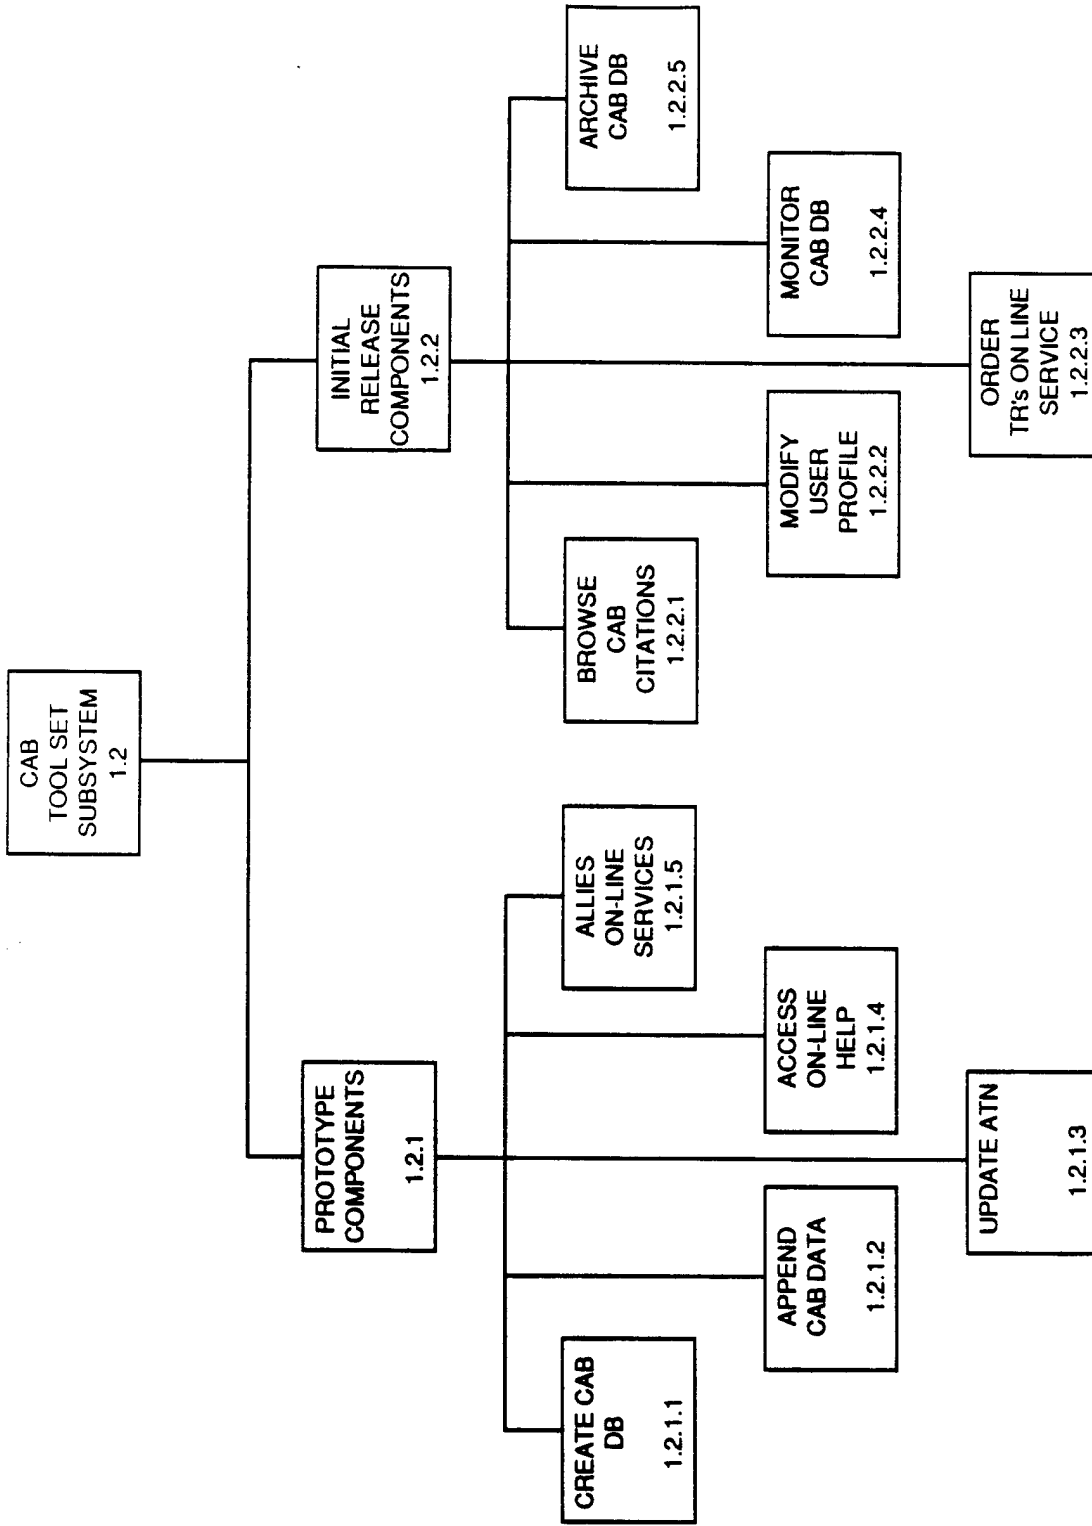 CAB
TOOL SET
SUBSYSTEM
1.2
PROTOTYPE
COMPONENTS
1.2.1
INITIAL
RELEASE
COMPONENTS
1.2.2
CREATE CAB
DB
1.2.1.1
APPEND
CAB DATA
1.2.1.2
UPDATE ATN
1.2.1.3
ACCESS
ON-LINE
HELP
1.2.1.4
ALLIES
ON-LINE
SERVICES
1.2.1.5
BROWSE
CAB
CITATIONS
1.2.2.1
MODIFY
USER
PROFILE
1.2.2.2
ORDER
TR's ON LINE
SERVICE
1.2.2.3
MONITOR
CAB DB
1.2.2.4
ARCHIVE
CAB DB
1.2.2.5